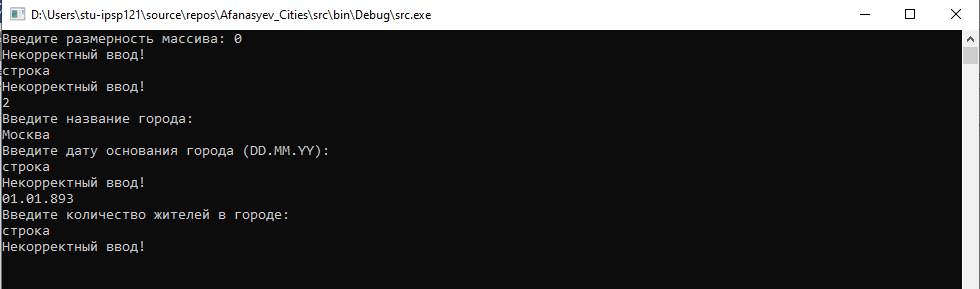 D:\Users\stu-ipsp121\source\repos\Afanasyev_Cities\src\bin\Debug\src.exe
Введите размерность массива: 0
Некорректный ввод!
строка
Некорректный ввод!
2
Введите название города:
Москва
Введите дату основания города (DD.MM.YY):
строка
Некорректный ввод!
01.01.893
Введите количество жителей в городе:
строка
Некорректный ввод!